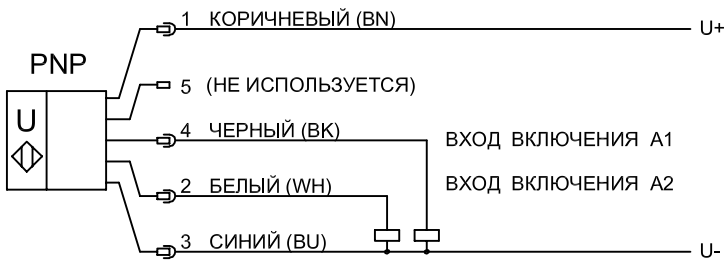 1 КОРИЧНЕВЫЙ (BN) U+
PNP
5 (НЕ ИСПОЛЬЗУЕТСЯ)
U
4 ЧЕРНЫЙ (BK) ВХОД ВКЛЮЧЕНИЯ A1
2 БЕЛЫЙ (WH) ВХОД ВКЛЮЧЕНИЯ A2
3 СИНИЙ (BU) U-